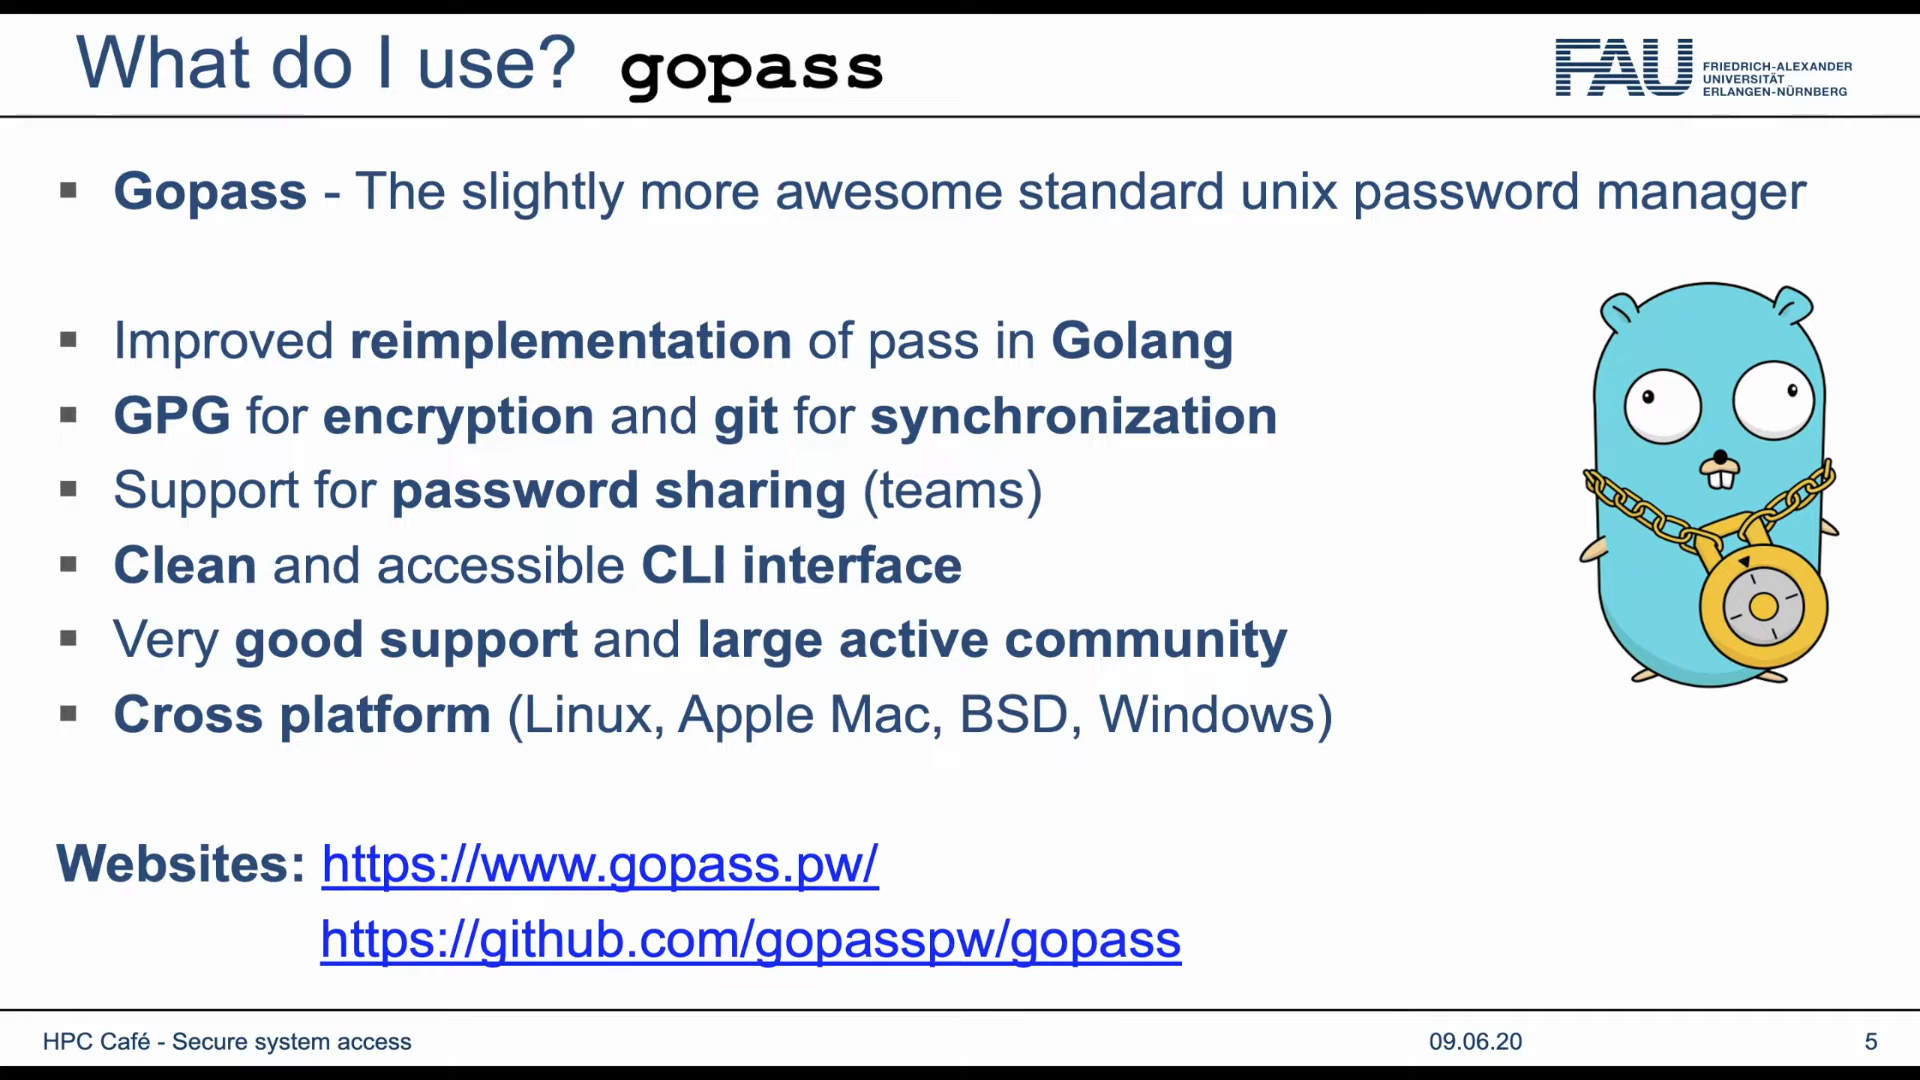 What do I use? gopass
FAU FRIEDRICH-ALEXANDER
UNIVERSITÄT
ERLANGEN-NÜRNBERG
▪ Gopass - The slightly more awesome standard unix password manager
▪ Improved reimplementation of pass in Golang
▪ GPG for encryption and git for synchronization
▪ Support for password sharing (teams)
▪ Clean and accessible CLI interface
▪ Very good support and large active community
▪ Cross platform (Linux, Apple Mac, BSD, Windows)
Websites: https://www.gopass.pw/
https://github.com/gopasspw/gopass
HPC Café - Secure system access 09.06.20 5